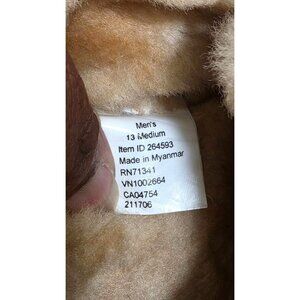 Men's
13 Medium
Item ID 264593
Made in Myanmar
RN71341
VN1002664
CA04754
211706